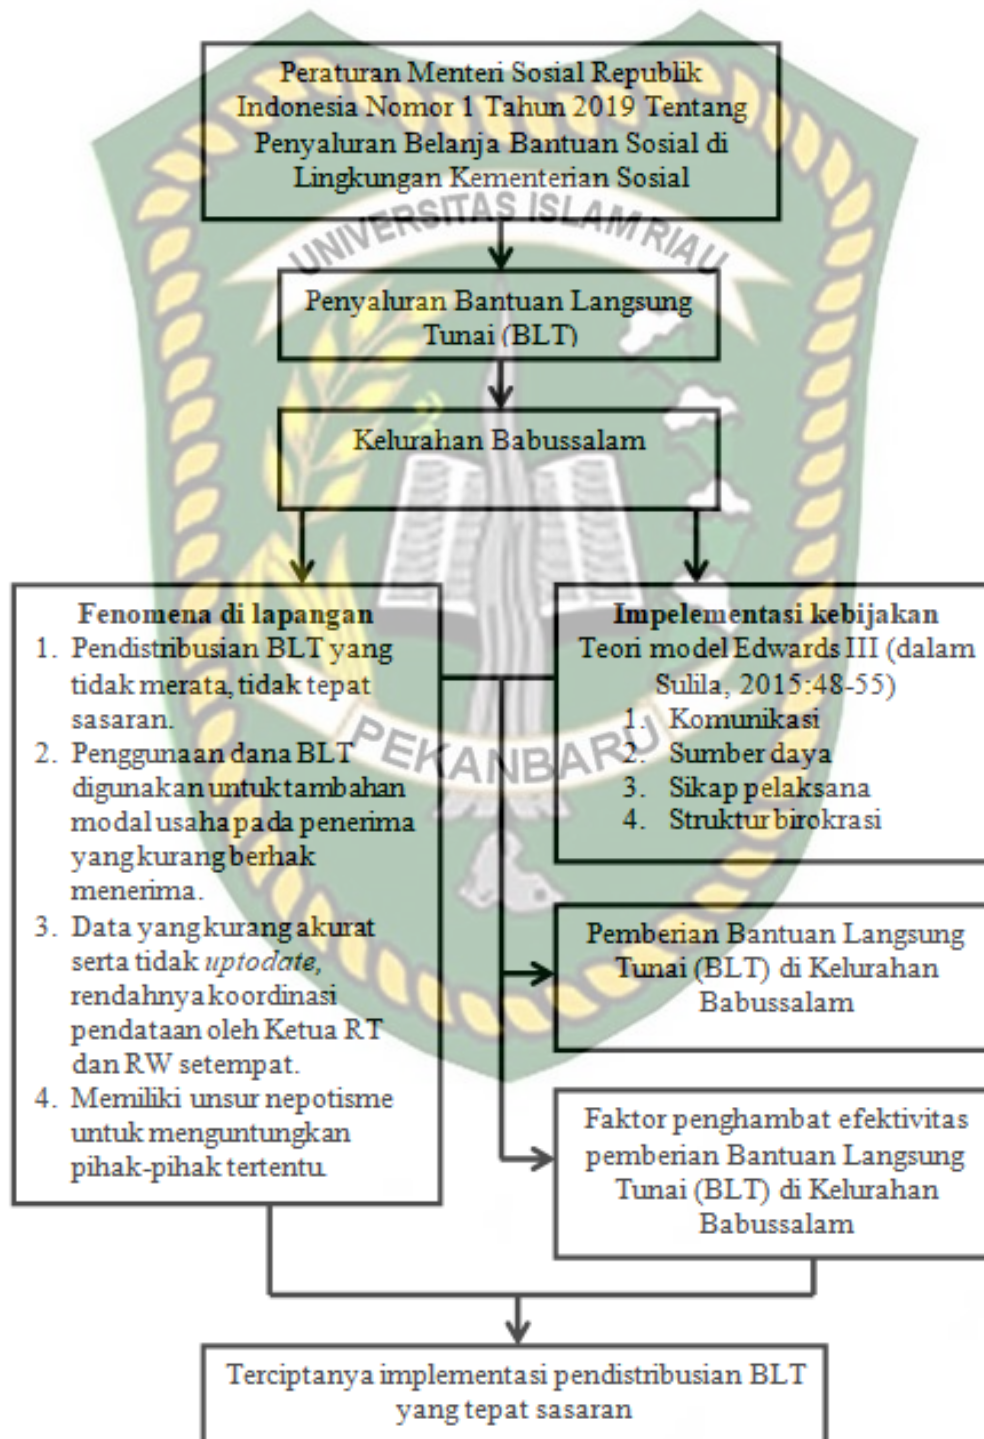 Peraturan Menteri Sosial Republik
Indonesia Nomor 1 Tahun 2019 Tentang
Penyaluran Belanja Bantuan Sosial di
Lingkungan Kementerian Sosial
UNIVERSITAS ISLAM RIAU
Penyaluran Bantuan Langsung
Tunai (BLT)
Kelurahan Babussalam
Fenomena di lapangan
1. Pendistribusian BLT yang
tidak merata, tidak tepat
sasaran.
2. Penggunaan dana BLT
digunakan untuk tambahan
modal usaha pada penerima
yang kurang berhak
menerima.
3. Data yang kurang akurat
serta tidak uptodate,
rendahnya koordinasi
pendataan oleh Ketua RT
dan RW setempat.
4. Memiliki unsur nepotisme
untuk menguntungkan
pihak-pihak tertentu.
Impelementasi kebijakan
Teori model Edwards III (dalam
Sulila, 2015:48-55)
1. Komunikasi
2. Sumber daya
3. Sikap pelaksana
4. Struktur birokrasi
PEKANBARU
Pemberian Bantuan Langsung
Tunai (BLT) di Kelurahan
Babussalam
Faktor penghambat efektivitas
pemberian Bantuan Langsung
Tunai (BLT) di Kelurahan
Babussalam
Terciptanya implementasi pendistribusian BLT
yang tepat sasaran